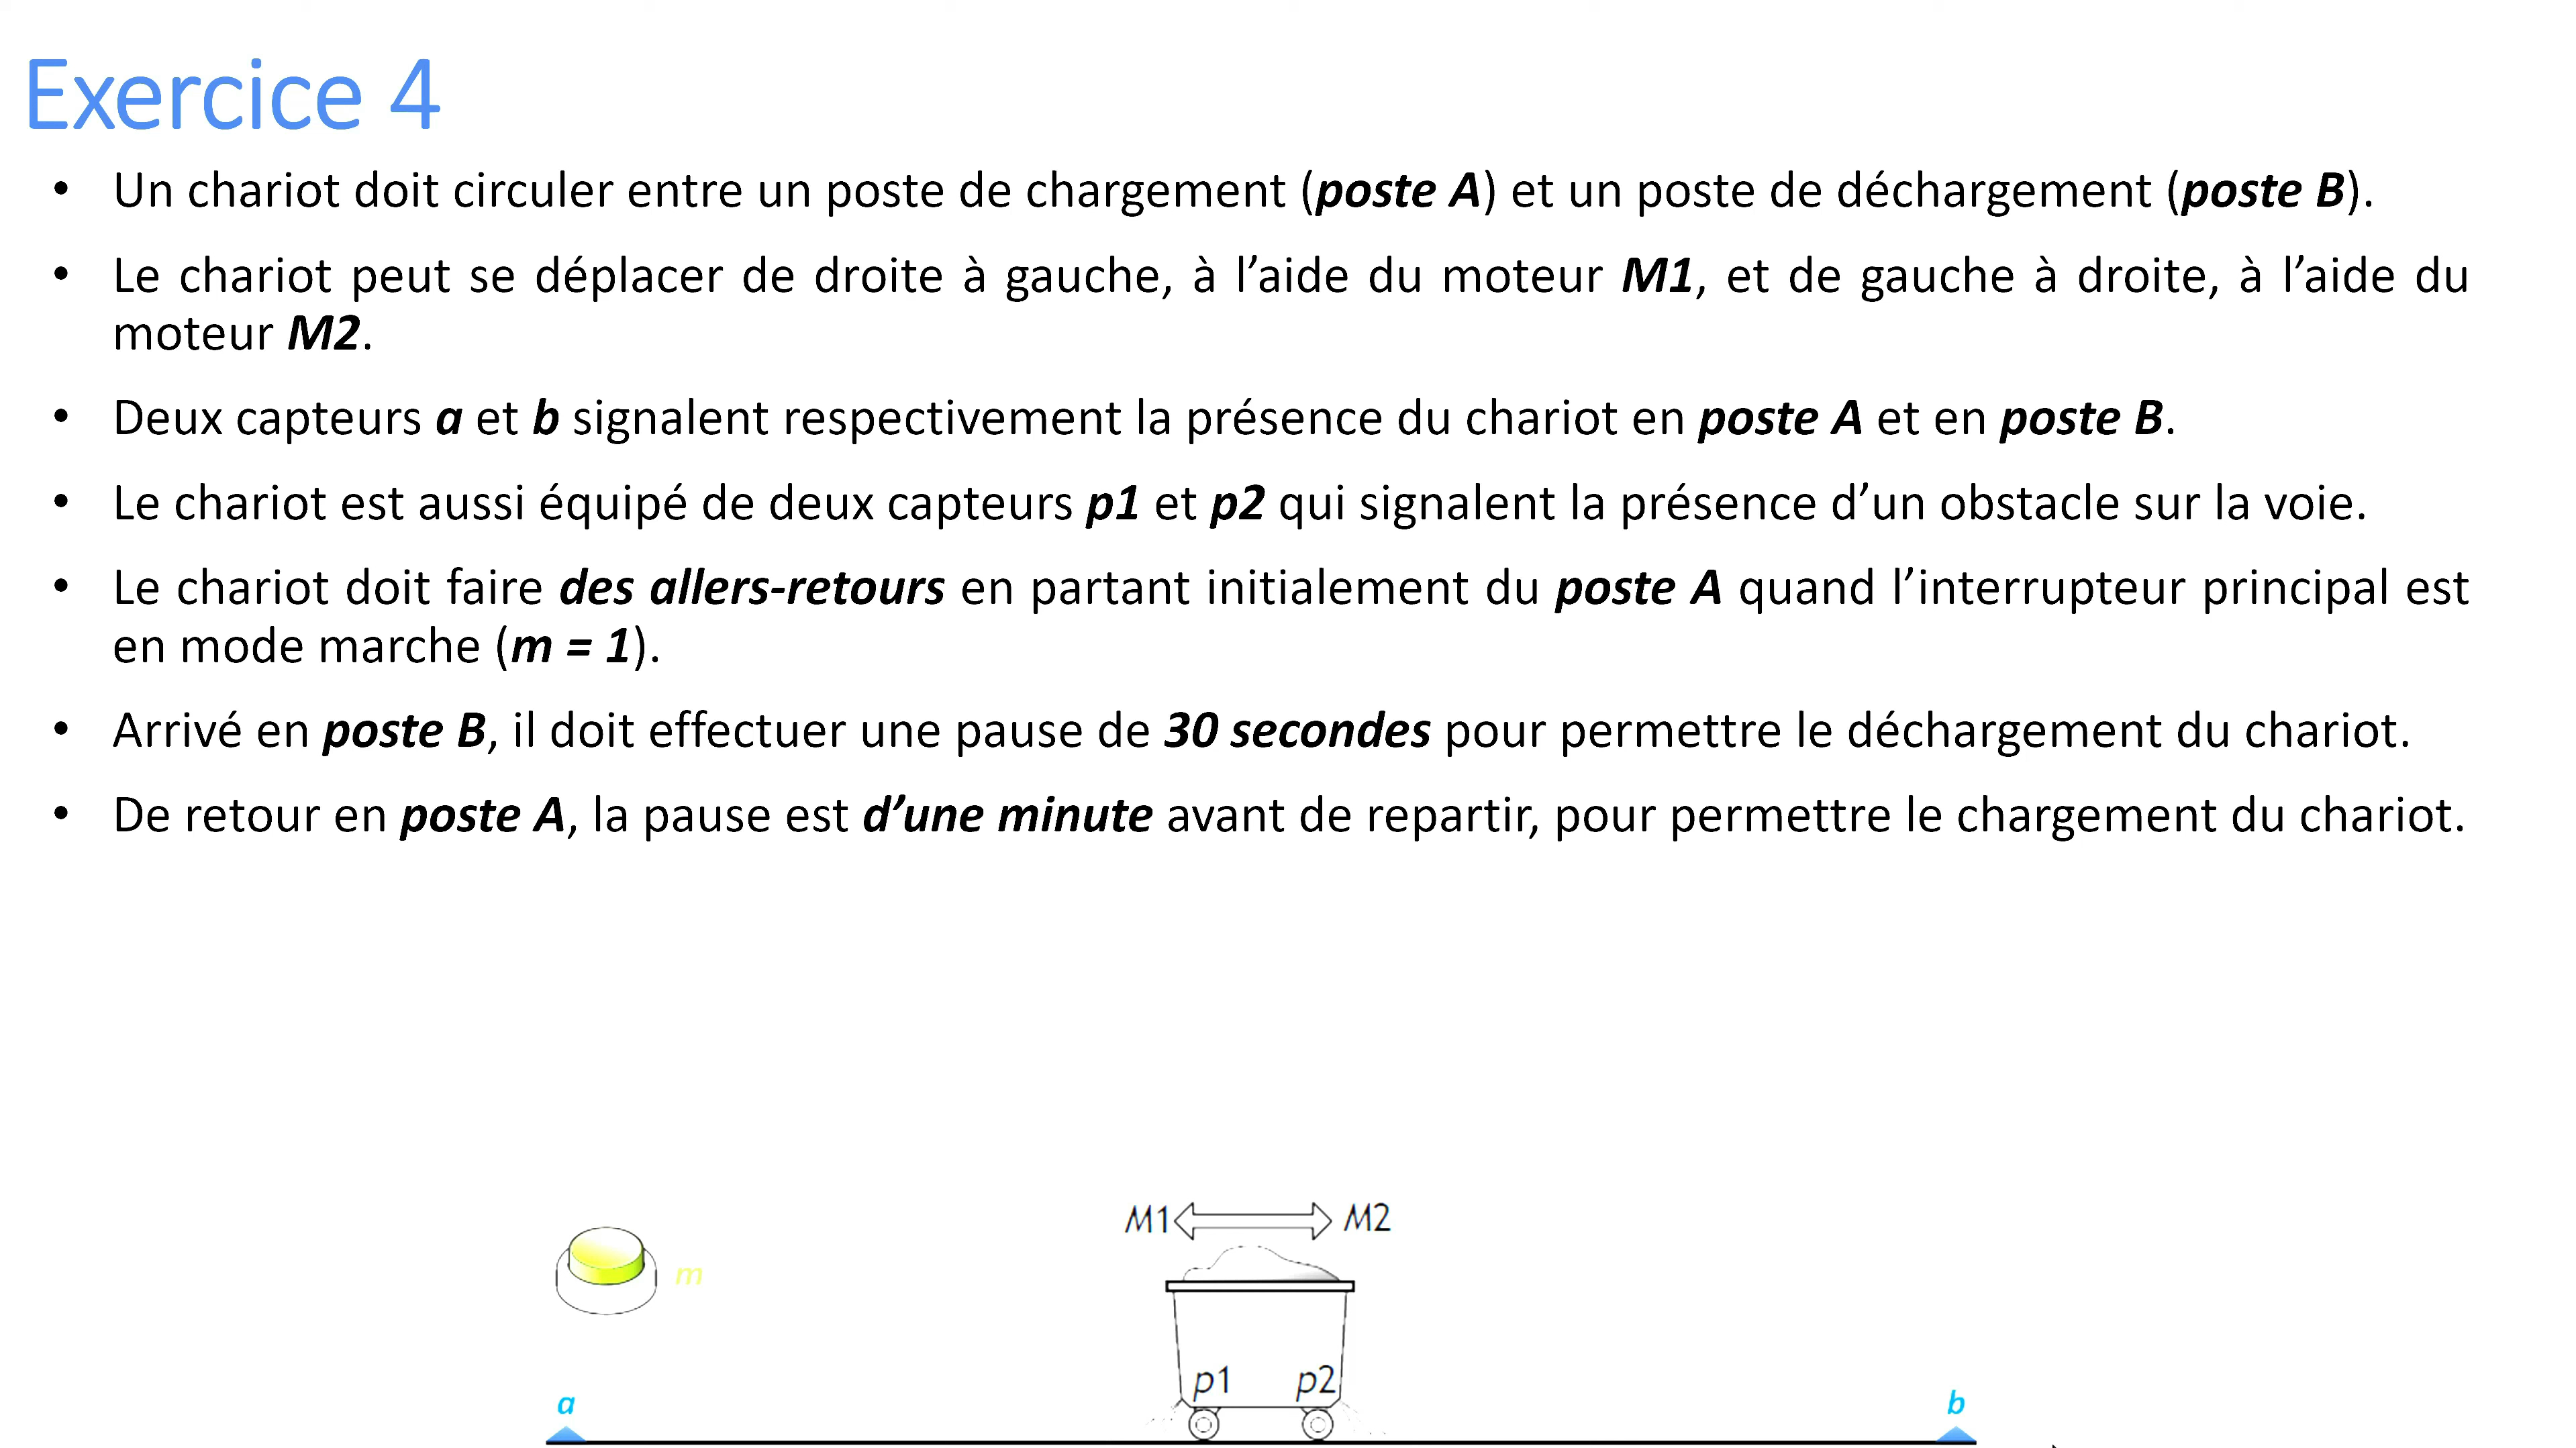 Exercice 4
• Un chariot doit circuler entre un poste de chargement (poste A) et un poste de déchargement (poste B).
• Le chariot peut se déplacer de droite à gauche, à l’aide du moteur M1, et de gauche à droite, à l’aide du
moteur M2.
• Deux capteurs a et b signalent respectivement la présence du chariot en poste A et en poste B.
• Le chariot est aussi équipé de deux capteurs p1 et p2 qui signalent la présence d’un obstacle sur la voie.
• Le chariot doit faire des allers-retours en partant initialement du poste A quand l’interrupteur principal est
en mode marche (m = 1).
• Arrivé en poste B, il doit effectuer une pause de 30 secondes pour permettre le déchargement du chariot.
• De retour en poste A, la pause est d’une minute avant de repartir, pour permettre le chargement du chariot.
M1 M2
m
p1 p2
a b